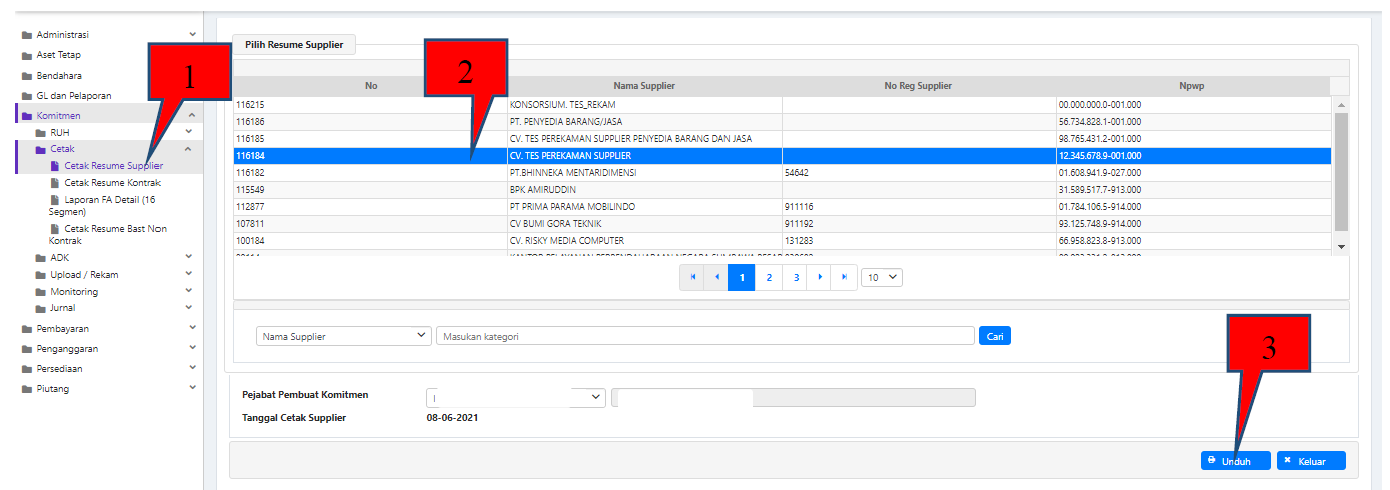 Administrasi
Aset Tetap
Bendahara
GL dan Pelaporan
Komitmen
RUH
Cetak
Cetak Resume Supplier
Cetak Resume Kontrak
Laporan FA Detail (16
Segmen)
Cetak Resume Bast Non
Kontrak
ADK
Upload / Rekam
Monitoring
Jurnal
Pembayaran
Penganggaran
Persediaan
Piutang
1
2
3
Pilih Resume Supplier
No Nama Supplier No Reg Supplier Npwp
116215 KONSORSIUM. TES_REKAM 00.000.000.0-001.000
116186 PT. PENYEDIA BARANG/JASA 56.734.828.1-001.000
116185 CV. TES PEREKAMAN SUPPLIER PENYEDIA BARANG DAN JASA 98.765.431.2-001.000
116184 CV. TES PEREKAMAN SUPPLIER 12.345.678.9-001.000
116182 PT.BHINNEKA MENTARIDIMENSI 54642 01.608.941.9-027.000
115549 BPK AMIRUDDIN 31.589.517.7-913.000
112877 PT PRIMA PARAMA MOBILINDO 911116 01.784.106.5-914.000
107811 CV BUMI GORA TEKNIK 911192 93.125.748.9-914.000
100184 CV. RISKY MEDIA COMPUTER 131283 66.958.823.8-913.000
1 2 3 10
Nama Supplier Masukan kategori Cari
Pejabat Pembuat Komitmen
Tanggal Cetak Supplier 08-06-2021
Unduh Keluar